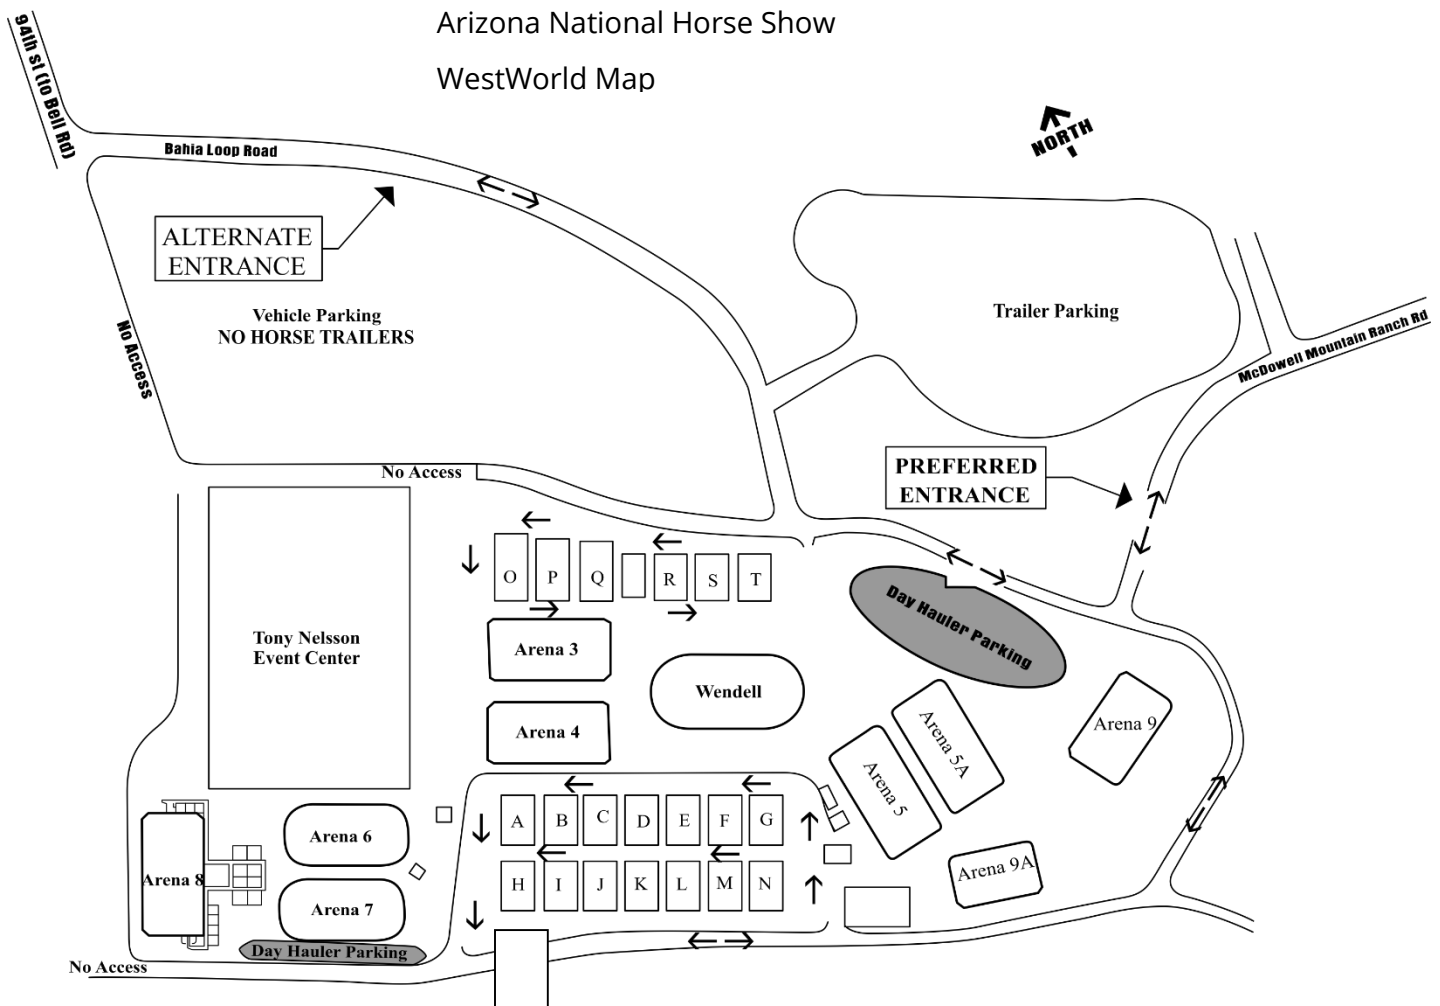 Arizona National Horse Show
WestWorld Map
94th st (to Bell Rd)
Bahia Loop Road
NORTH
ALTERNATE
ENTRANCE
Vehicle Parking
NO HORSE TRAILERS
Trailer Parking
No Access
McDowell Mountain Ranch Rd
No Access
PREFERRED
ENTRANCE
O
P
Q
R
S
T
Day Hauler Parking
Tony Nelsson
Event Center
Arena 3
Wendell
Arena 4
Arena 9
Arena 5A
Arena 5
A
B
C
D
E
F
G
Arena 6
Arena 8
Arena 9A
H
I
J
K
L
M
N
Arena 7
Day Hauler Parking
No Access